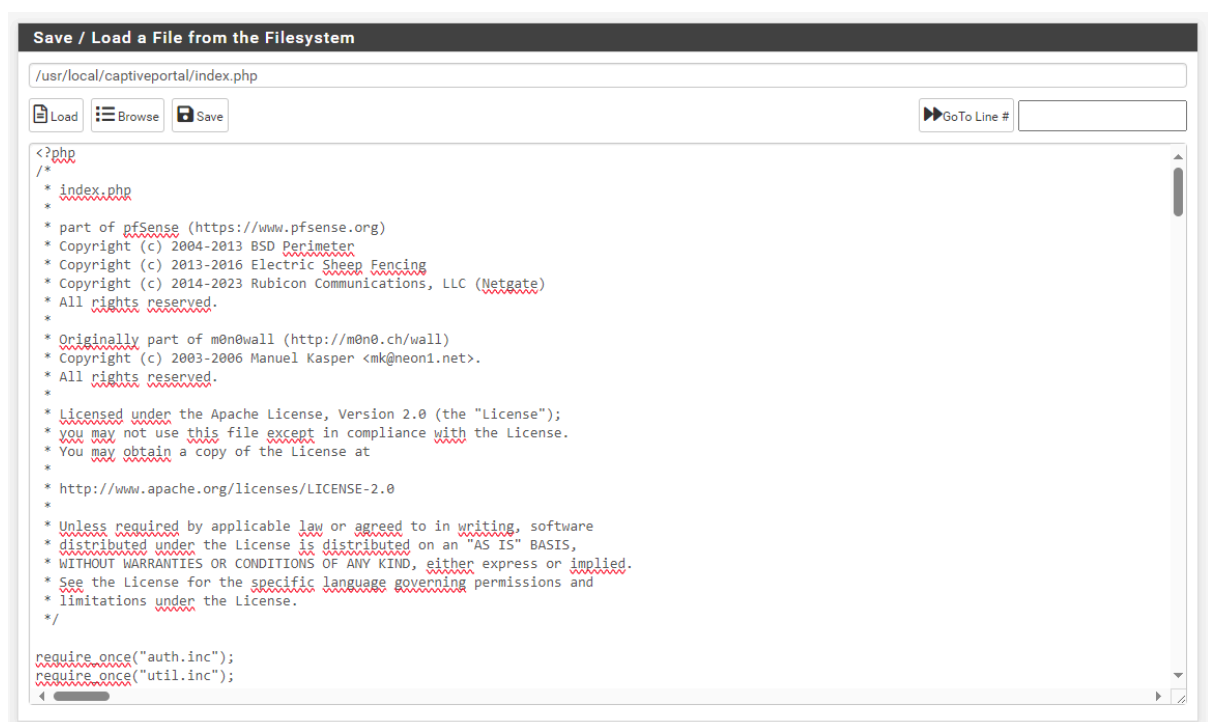 Save / Load a File from the Filesystem
/usr/local/captiveportal/index.php
Load Browse Save GoTo Line #
<?php
/*
 * index.php
 *
 * part of pfSense (https://www.pfsense.org)
 * Copyright (c) 2004-2013 BSD Perimeter
 * Copyright (c) 2013-2016 Electric Sheep Fencing
 * Copyright (c) 2014-2023 Rubicon Communications, LLC (Netgate)
 * All rights reserved.
 *
 * Originally part of m0n0wall (http://m0n0.ch/wall)
 * Copyright (c) 2003-2006 Manuel Kasper <mk@neon1.net>.
 * All rights reserved.
 *
 * Licensed under the Apache License, Version 2.0 (the "License");
 * you may not use this file except in compliance with the License.
 * You may obtain a copy of the License at
 *
 * http://www.apache.org/licenses/LICENSE-2.0
 *
 * Unless required by applicable law or agreed to in writing, software
 * distributed under the License is distributed on an "AS IS" BASIS,
 * WITHOUT WARRANTIES OR CONDITIONS OF ANY KIND, either express or implied.
 * See the License for the specific language governing permissions and
 * limitations under the License.
 */
require_once("auth.inc");
require_once("util.inc");